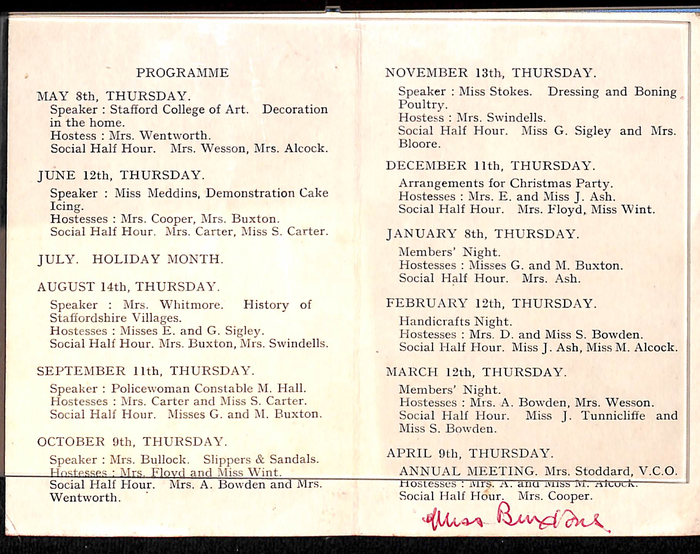 PROGRAMME
MAY 8th, THURSDAY.
Speaker : Stafford College of Art. Decoration
in the home.
Hostess : Mrs. Wentworth.
Social Half Hour. Mrs. Wesson, Mrs. Alcock.
JUNE 12th, THURSDAY.
Speaker : Miss Meddins, Demonstration Cake
Icing.
Hostesses : Mrs. Cooper, Mrs. Buxton.
Social Half Hour. Mrs. Carter, Miss S. Carter.
JULY. HOLIDAY MONTH.
AUGUST 14th, THURSDAY.
Speaker : Mrs. Whitmore. History of
Staffordshire Villages.
Hostesses : Misses E. and G. Sigley.
Social Half Hour. Mrs. Buxton, Mrs. Swindells.
SEPTEMBER 11th, THURSDAY.
Speaker : Policewoman Constable M. Hall.
Hostesses : Mrs. Carter and Miss S. Carter.
Social Half Hour. Misses G. and M. Buxton.
OCTOBER 9th, THURSDAY.
Speaker : Mrs. Bullock. Slippers & Sandals.
Hostesses : Mrs. Floyd and Miss Wint.
Social Half Hour. Mrs. A. Bowden and Mrs.
Wentworth.
NOVEMBER 13th, THURSDAY.
Speaker : Miss Stokes. Dressing and Boning
Poultry.
Hostess : Mrs. Swindells.
Social Half Hour. Miss G. Sigley and Mrs.
Bloore.
DECEMBER 11th, THURSDAY.
Arrangements for Christmas Party.
Hostesses : Mrs. E. and Miss J. Ash.
Social Half Hour. Mrs. Floyd, Miss Wint.
JANUARY 8th, THURSDAY.
Members' Night.
Hostesses : Misses G. and M. Buxton.
Social Half Hour. Mrs. Ash.
FEBRUARY 12th, THURSDAY.
Handicrafts Night.
Hostesses : Mrs. D. and Miss S. Bowden.
Social Half Hour. Miss J. Ash, Miss M. Alcock.
MARCH 12th, THURSDAY.
Members' Night.
Hostesses : Mrs. A. Bowden, Mrs. Wesson.
Social Half Hour. Miss J. Tunnicliffe and
Miss S. Bowden.
APRIL 9th, THURSDAY.
ANNUAL MEETING. Mrs. Stoddard, V.C.O.
Hostesses : Mrs. A. and Miss M. Alcock.
Social Half Hour. Mrs. Cooper.
Miss